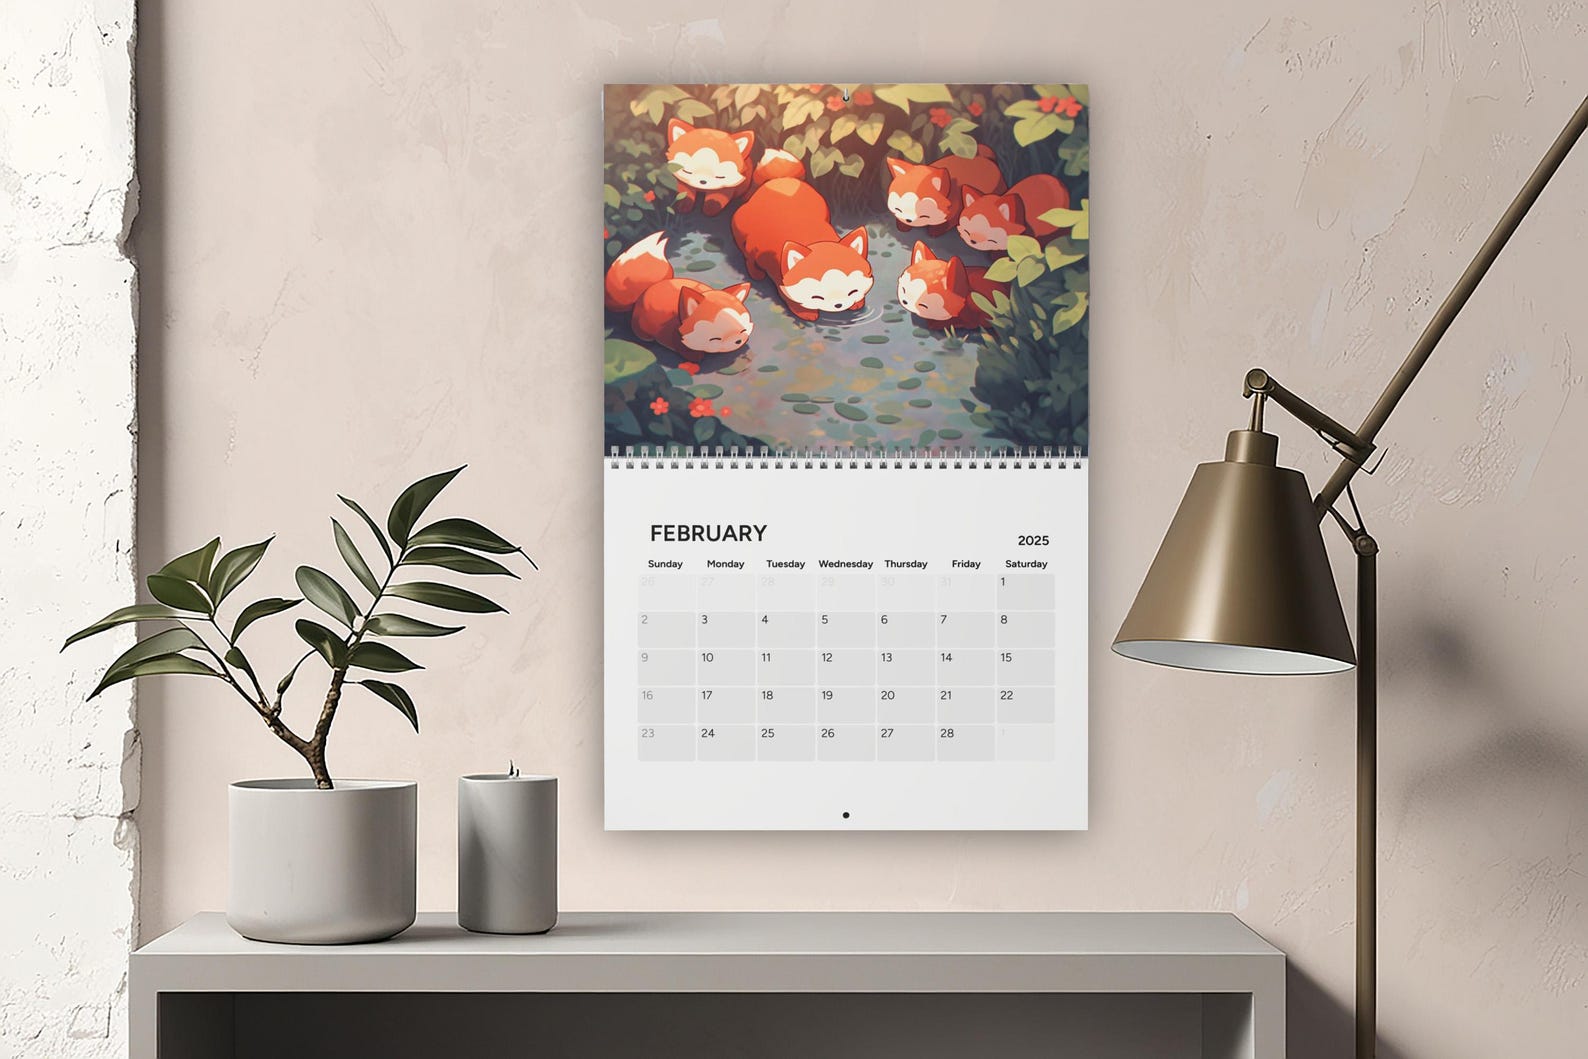 FEBRUARY
2025
Sunday Monday Tuesday Wednesday Thursday Friday Saturday
26 27 28 29 30 31 1
2 3 4 5 6 7 8
9 10 11 12 13 14 15
16 17 18 19 20 21 22
23 24 25 26 27 28 1